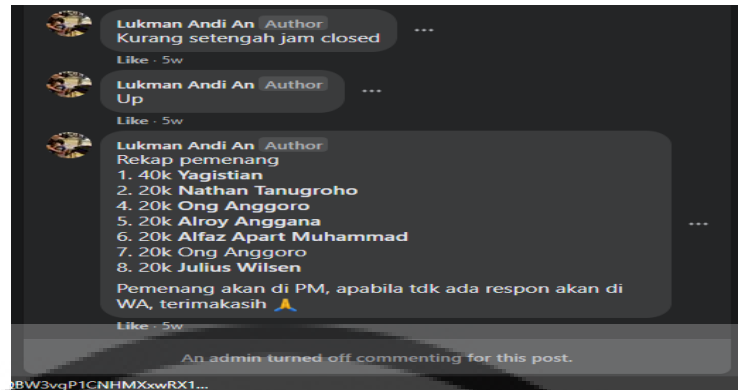 Lukman Andi An Author
Kurang setengah jam closed
Like · 5w
Lukman Andi An Author
Up
Like · 5w
Lukman Andi An Author
Rekap pemenang
1. 40k Yagistian
2. 20k Nathan Tanugroho
4. 20k Ong Anggoro
5. 20k Alroy Anggana
6. 20k Alfaz Apart Muhammad
7. 20k Ong Anggoro
8. 20k Julius Wilsen
Pemenang akan di PM, apabila tdk ada respon akan di
WA, terimakasih 🙏
Like · 5w
An admin turned off commenting for this post.
BW3vqP1CNHMXxwRX1...